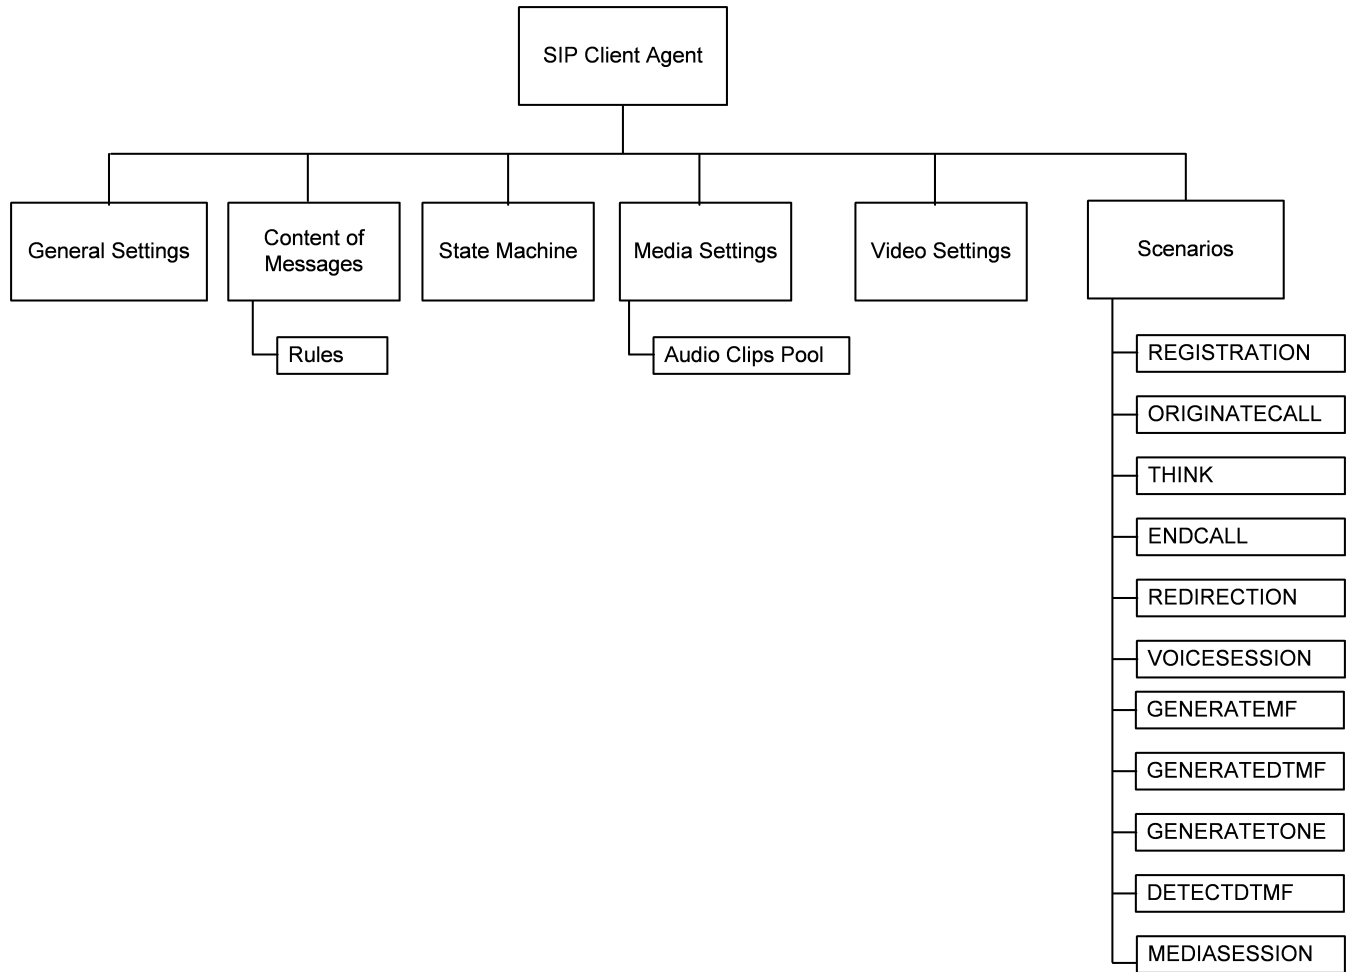 SIP Client Agent
General Settings
Content of
Messages
State Machine
Media Settings
Video Settings
Scenarios
Rules
Audio Clips Pool
REGISTRATION
ORIGINATECALL
THINK
ENDCALL
REDIRECTION
VOICESESSION
GENERATEMF
GENERATEDTMF
GENERATETONE
DETECTDTMF
MEDIASESSION